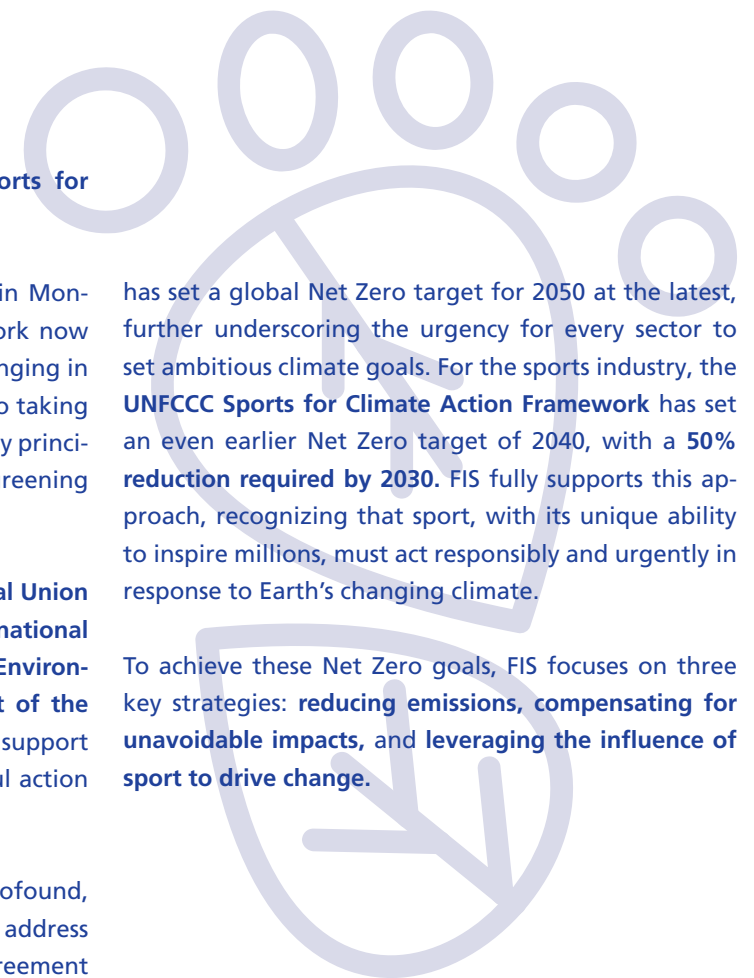 orts for
in Mon-
ork now
nging in
o taking
y princi-
reening
al Union
national
Environ-
t of the
support
ul action
ofound,
address
reement
has set a global Net Zero target for 2050 at the latest,
further underscoring the urgency for every sector to
set ambitious climate goals. For the sports industry, the
UNFCCC Sports for Climate Action Framework has set
an even earlier Net Zero target of 2040, with a 50%
reduction required by 2030. FIS fully supports this ap-
proach, recognizing that sport, with its unique ability
to inspire millions, must act responsibly and urgently in
response to Earth’s changing climate.
To achieve these Net Zero goals, FIS focuses on three
key strategies: reducing emissions, compensating for
unavoidable impacts, and leveraging the influence of
sport to drive change.